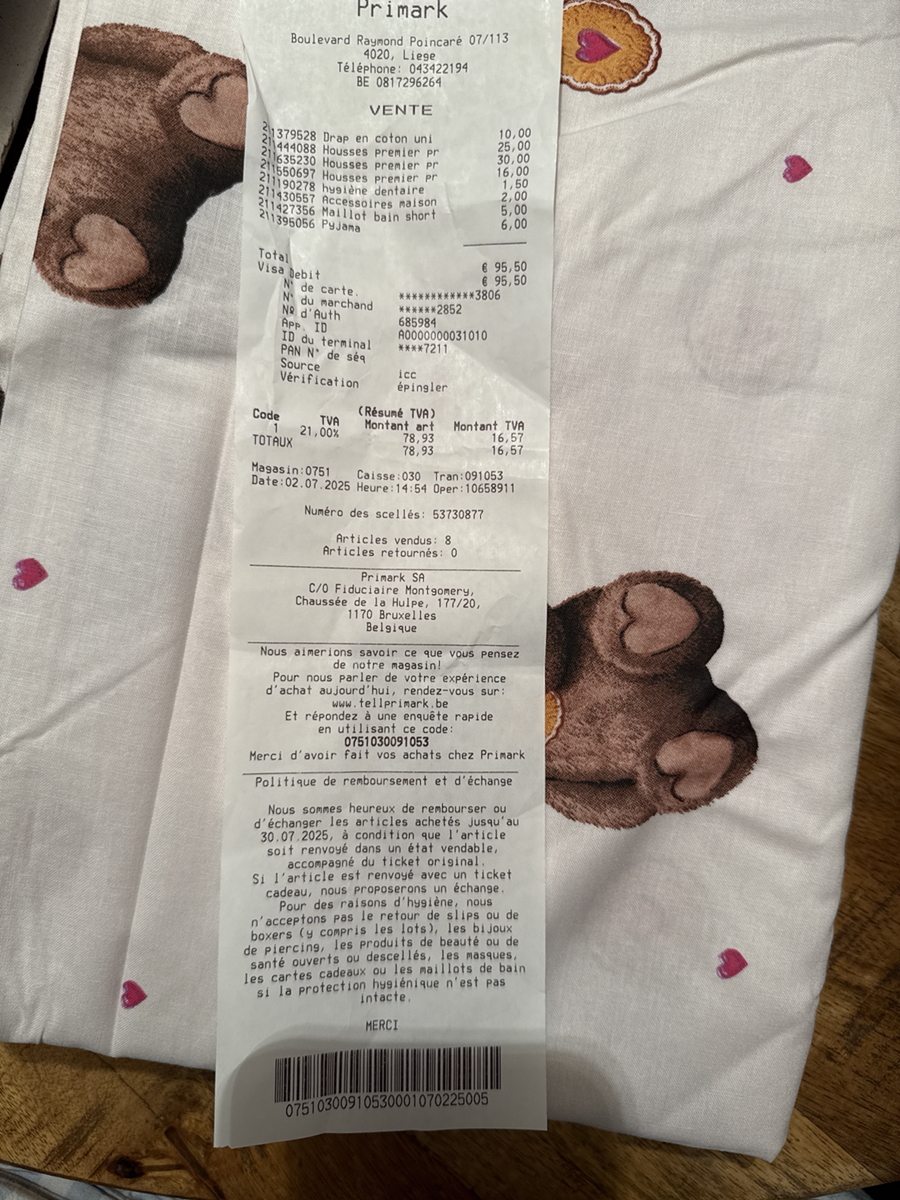 Primark
Boulevard Raymond Poincaré 07/113
4020, Liege
Téléphone: 043422194
BE 0817296264
VENTE
211379528 Drap en coton uni 10,00
211444088 Housses premier pr 25,00
211635230 Housses premier pr 30,00
211550697 Housses premier pr 16,00
211190278 hygiène dentaire 1,50
211430557 Accessoires maison 2,00
211427356 Maillot bain short 5,00
211395056 Pyjama 6,00
Total € 95,50
Visa Debit € 95,50
N° de carte. ************3806
N° du marchand ******2852
Nº d'Auth 685984
App. ID A0000000031010
ID du terminal ****7211
PAN N° de séq
Source icc
Vérification épingler
(Résumé TVA)
Code TVA Montant art Montant TVA
1 21,00% 78,93 16,57
TOTAUX 78,93 16,57
Magasin:0751 Caisse:030 Tran:091053
Date:02.07.2025 Heure:14:54 Oper:10658911
Numéro des scellés: 53730877
Articles vendus: 8
Articles retournés: 0
Primark SA
C/O Fiduciaire Montgomery,
Chaussée de la Hulpe, 177/20,
1170 Bruxelles
Belgique
Nous aimerions savoir ce que vous pensez
de notre magasin!
Pour nous parler de votre expérience
d'achat aujourd'hui, rendez-vous sur:
www.tellprimark.be
Et répondez à une enquête rapide
en utilisant ce code:
0751030091053
Merci d'avoir fait vos achats chez Primark
Politique de remboursement et d'échange
Nous sommes heureux de rembourser ou
d'échanger les articles achetés jusqu'au
30.07.2025, à condition que l'article
soit renvoyé dans un état vendable,
accompagné du ticket original.
Si l'article est renvoyé avec un ticket
cadeau, nous proposerons un échange.
Pour des raisons d'hygiène, nous
n'acceptons pas le retour de slips ou de
boxers (y compris les lots), les bijoux
de piercing, les produits de beauté ou de
santé ouverts ou descellés, les masques,
les cartes cadeaux ou les maillots de bain
si la protection hygiénique n'est pas
intacte.
MERCI
07510300910530001070225005